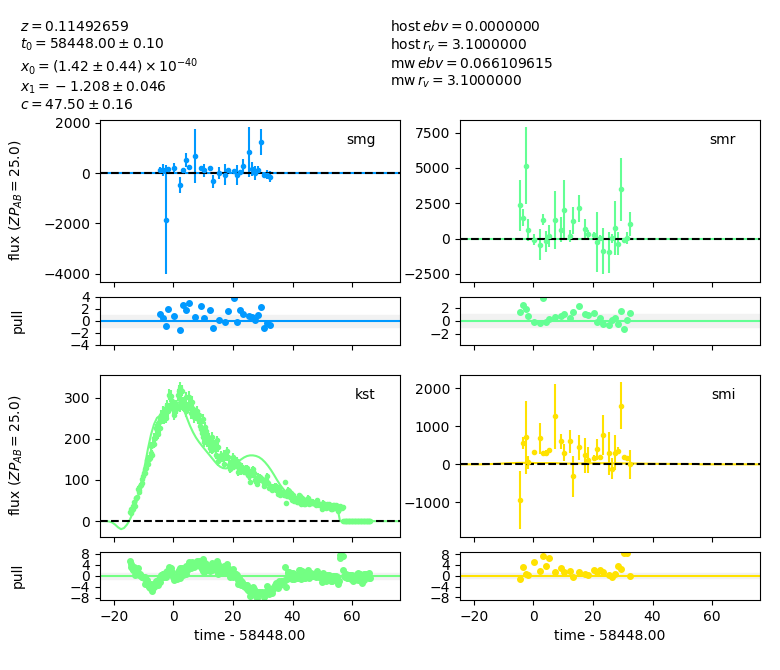 z = 0.11492659
t₀ = 58448.00 ± 0.10
x₀ = (1.42 ± 0.44) × 10⁻⁴⁰
x₁ = −1.208 ± 0.046
c = 47.50 ± 0.16
host ebv = 0.0000000
host r_v = 3.1000000
mw ebv = 0.066109615
mw r_v = 3.1000000
flux (ZP_AB = 25.0)
2000
0
−2000
−4000
smg
7500
5000
2500
0
−2500
smr
pull
4
2
0
−2
−4
2
0
−2
flux (ZP_AB = 25.0)
300
200
100
0
kst
2000
1000
0
−1000
smi
pull
8
4
0
−4
−8
8
4
0
−4
−8
−20 0 20 40 60
time - 58448.00
−20 0 20 40 60
time - 58448.00